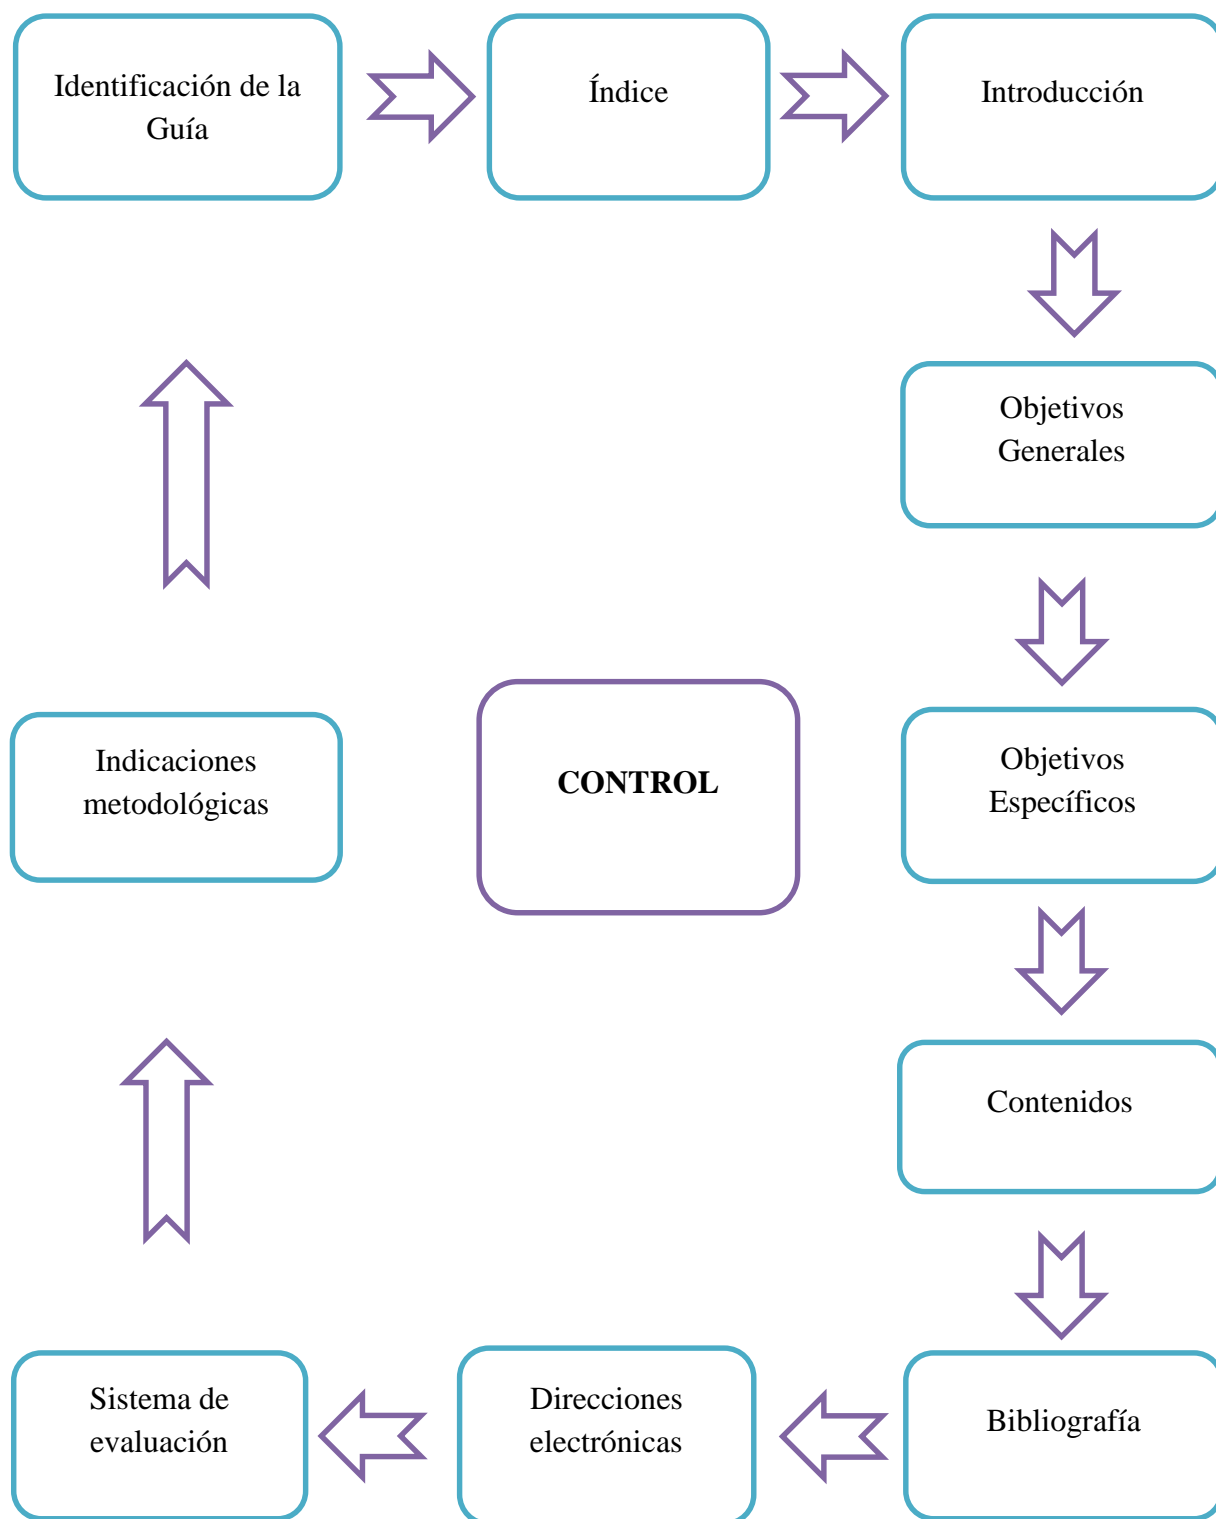 Identificación de la
Guía
Índice
Introducción
Objetivos
Generales
Indicaciones
metodológicas
CONTROL
Objetivos
Específicos
Contenidos
Sistema de
evaluación
Direcciones
electrónicas
Bibliografía